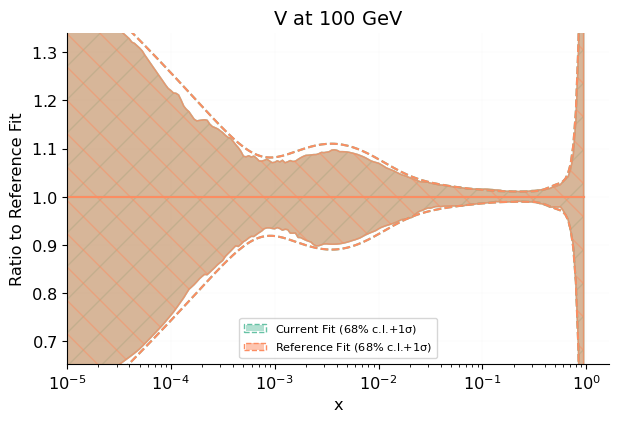 V at 100 GeV
Ratio to Reference Fit
1.3
1.2
1.1
1.0
0.9
0.8
0.7
Current Fit (68% c.l.+1σ)
Reference Fit (68% c.l.+1σ)
10⁻⁵ 10⁻⁴ 10⁻³ 10⁻² 10⁻¹ 10⁰
x